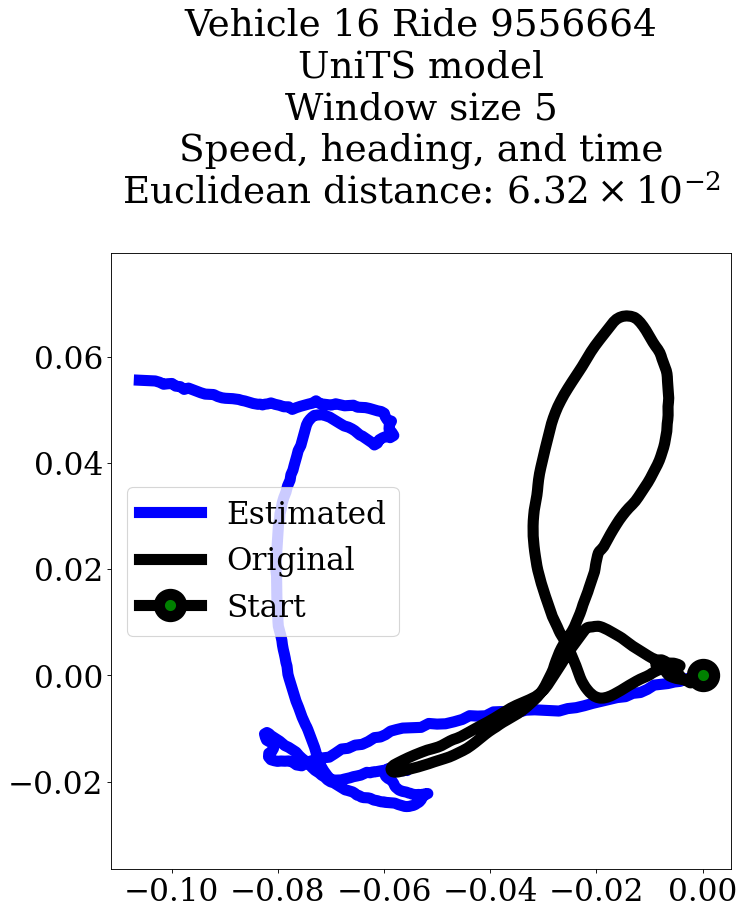 Vehicle 16 Ride 9556664
UniTS model
Window size 5
Speed, heading, and time
Euclidean distance: 6.32 × 10⁻²
0.06
0.04
0.02
0.00
−0.02
Estimated
Original
Start
−0.10 −0.08 −0.06 −0.04 −0.02 0.00